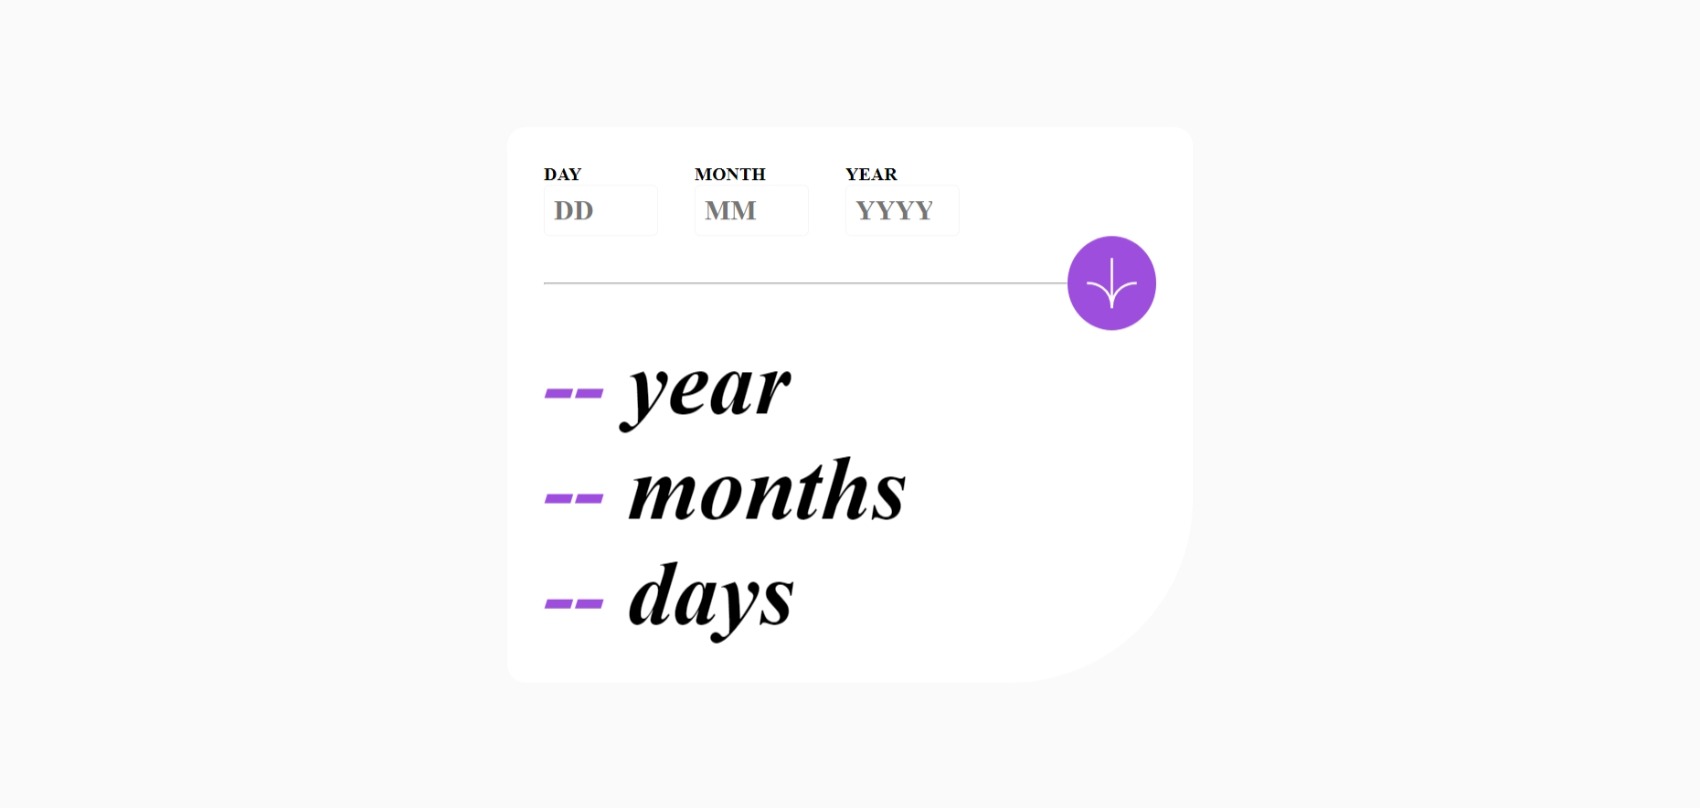 DAY MONTH YEAR
DD MM YYYY
-- year
-- months
-- days